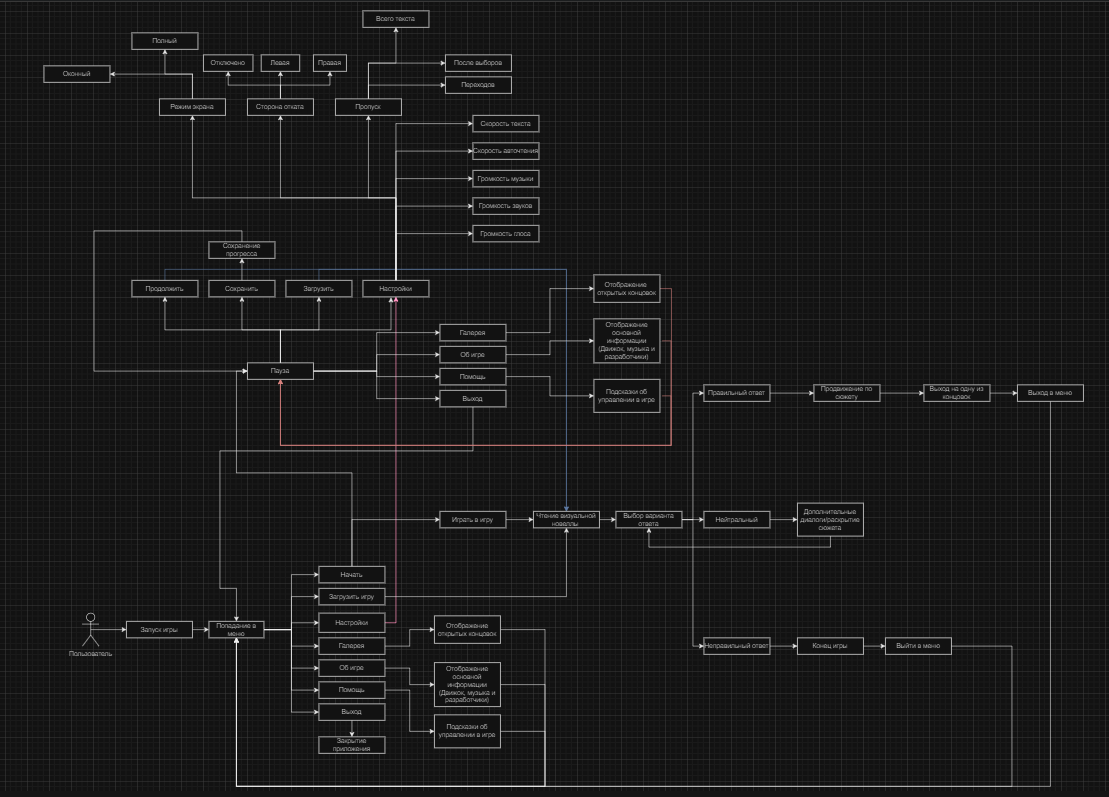 Всего текста
Полный
Оконный
Отключено
Левая
Правая
После выборов
Переходов
Режим экрана
Сторона отката
Пропуск
Скорость текста
Скорость авточтения
Громкость музыки
Громкость звуков
Громкость глоса
Сохранение
прогресса
Продолжить
Сохранить
Загрузить
Настройки
Отображение
открытых концовок
Галерея
Об игре
Помощь
Выход
Отображение
основной
информации
(Движок, музыка и
разработчики)
Пауза
Подсказки об
управлении в игре
Правильный ответ
Продвижение по
сюжету
Выход на одну из
концовок
Выход в меню
Играть в игру
Чтение визуальной
новеллы
Выбор варианта
ответа
Нейтральный
Дополнительные
диалоги/раскрытие
сюжета
Начать
Загрузить игру
Пользователь
Запуск игры
Попадание в
меню
Настройки
Галерея
Об игре
Помощь
Выход
Закрытие
приложения
Отображение
открытых концовок
Отображение
основной
информации
(Движок, музыка и
разработчики)
Подсказки об
управлении в игре
Неправильный ответ
Конец игры
Выйти в меню